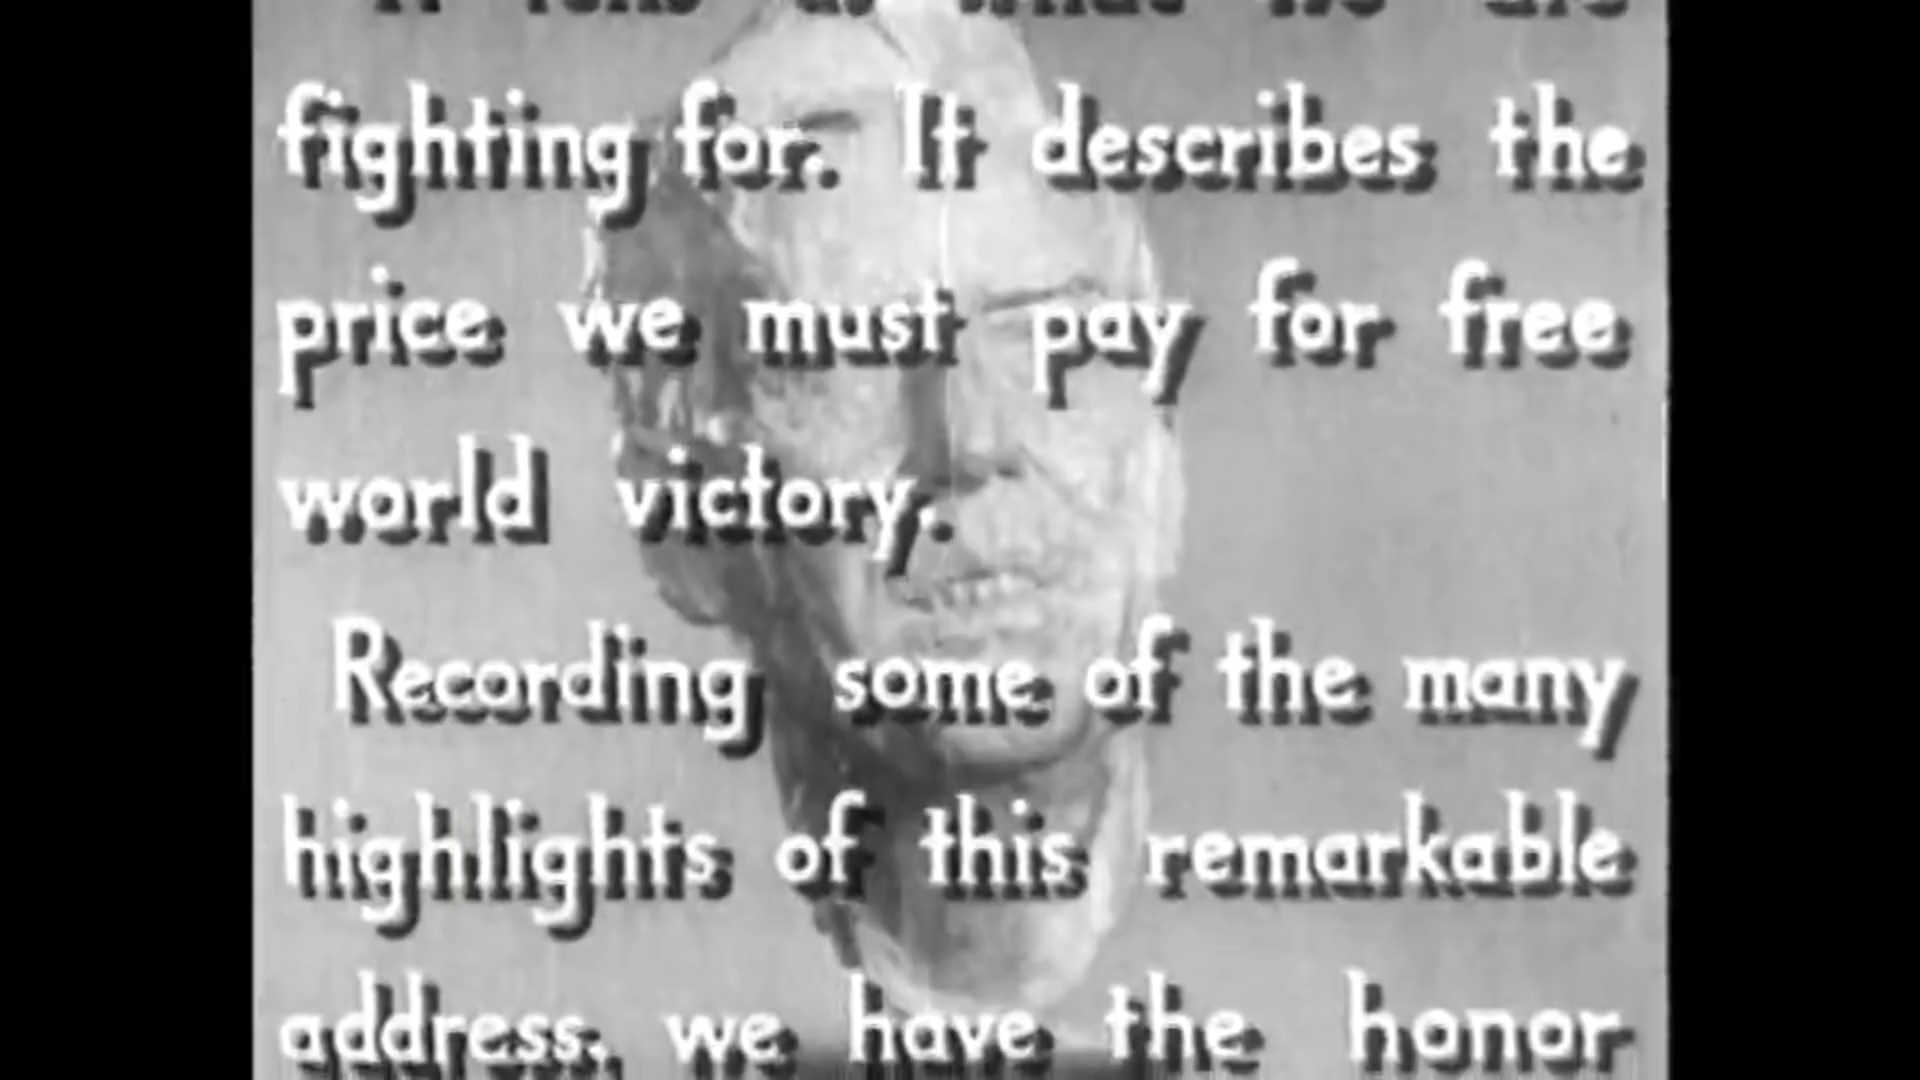 fighting for. It describes the
price we must pay for free
world victory.
Recording some of the many
highlights of this remarkable
address, we have the honor